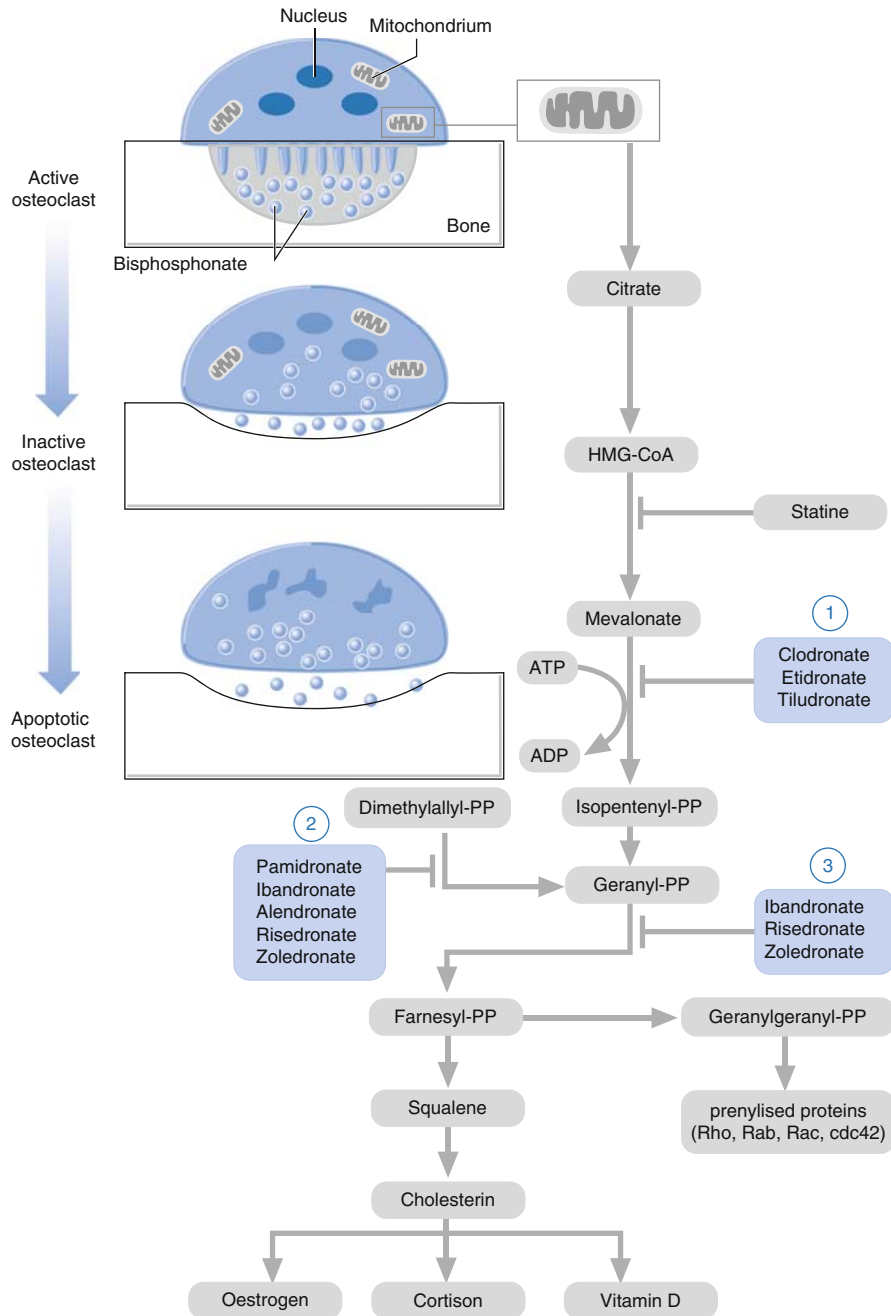 Nucleus
Mitochondrium
Active
osteoclast
Bone
Bisphosphonate
Citrate
Inactive
osteoclast
HMG-CoA
Statine
Mevalonate
1
Clodronate
Etidronate
Tiludronate
ATP
ADP
Apoptotic
osteoclast
Dimethylallyl-PP
Isopentenyl-PP
2
Pamidronate
Ibandronate
Alendronate
Risedronate
Zoledronate
Geranyl-PP
3
Ibandronate
Risedronate
Zoledronate
Farnesyl-PP
Geranylgeranyl-PP
Squalene
prenylised proteins
(Rho, Rab, Rac, cdc42)
Cholesterin
Oestrogen
Cortison
Vitamin D